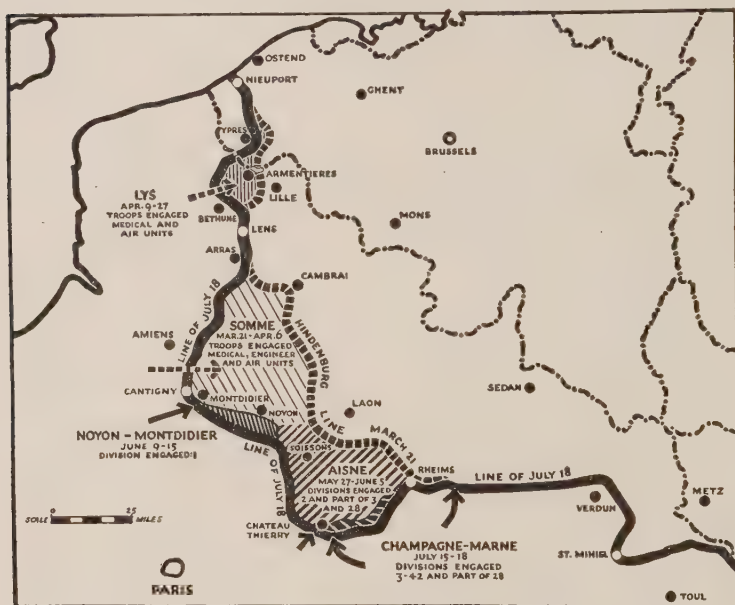 OSTEND
NIEUPORT
GHENT
YPRES
BRUSSELS
ARMENTIERES
LILLE
LYS
APR. 9-27
TROOPS ENGAGED
MEDICAL AND
AIR UNITS
BETHUNE
MONS
LENS
ARRAS
CAMBRAI
LINE OF JULY 18
SOMME
MAR. 21-APR. 6
TROOPS ENGAGED
MEDICAL, ENGINEER
AND AIR UNITS
HINDENBURG
LINE
MARCH 21
AMIENS
CANTIGNY
MONTDIDIER
NOYON
LAON
SEDAN
NOYON - MONTDIDIER
JUNE 9-15
DIVISION ENGAGED:1
LINE OF JULY 18
SOISSONS
AISNE
MAY 27-JUNE 5
DIVISIONS ENGAGED
2 AND PART OF 3
AND 28
RHEIMS
LINE OF JULY 18
VERDUN
METZ
SCALE 0 25 MILES
CHATEAU
THIERRY
CHAMPAGNE-MARNE
JULY 15-18
DIVISIONS ENGAGED
3-42 AND PART OF 28
ST. MIHIEL
PARIS
TOUL